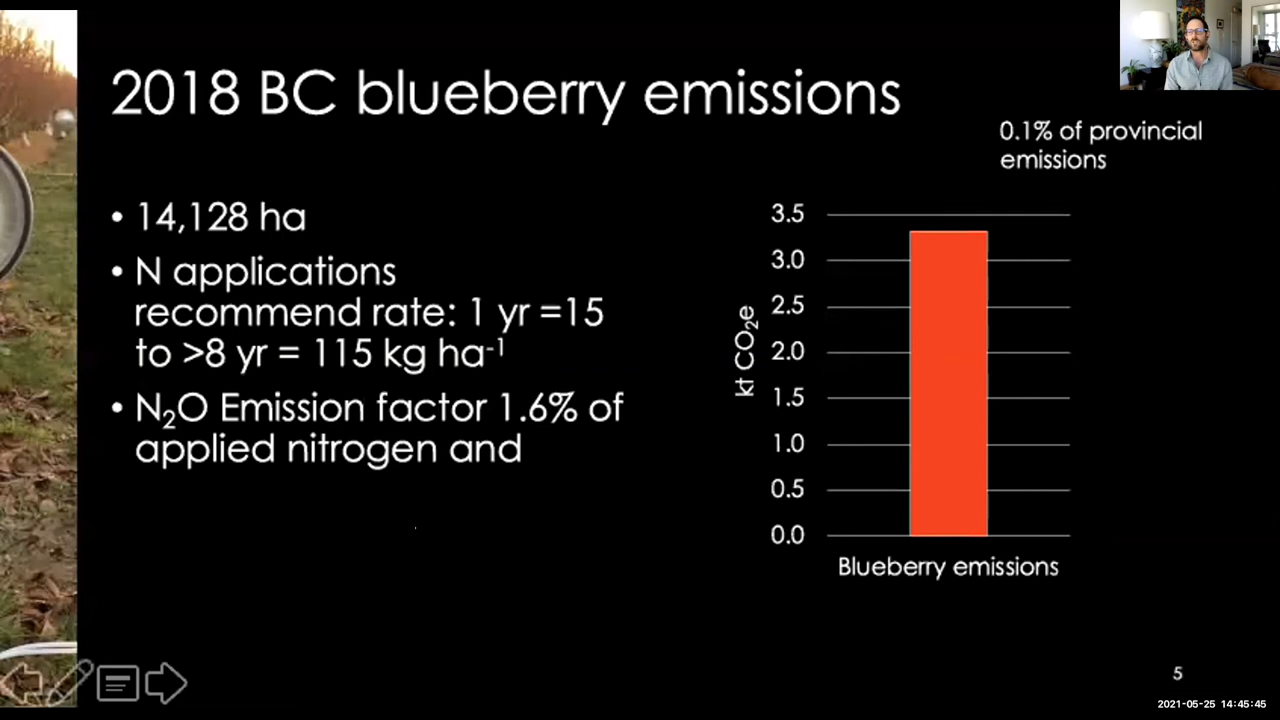 2018 BC blueberry emissions
0.1% of provincial
emissions
• 14,128 ha
• N applications
recommend rate: 1 yr =15
to >8 yr = 115 kg ha⁻¹
• N₂O Emission factor 1.6% of
applied nitrogen and
3.5
3.0
2.5
2.0
1.5
1.0
0.5
0.0
kt CO₂e
Blueberry emissions
5
2021-05-25 14:45:45